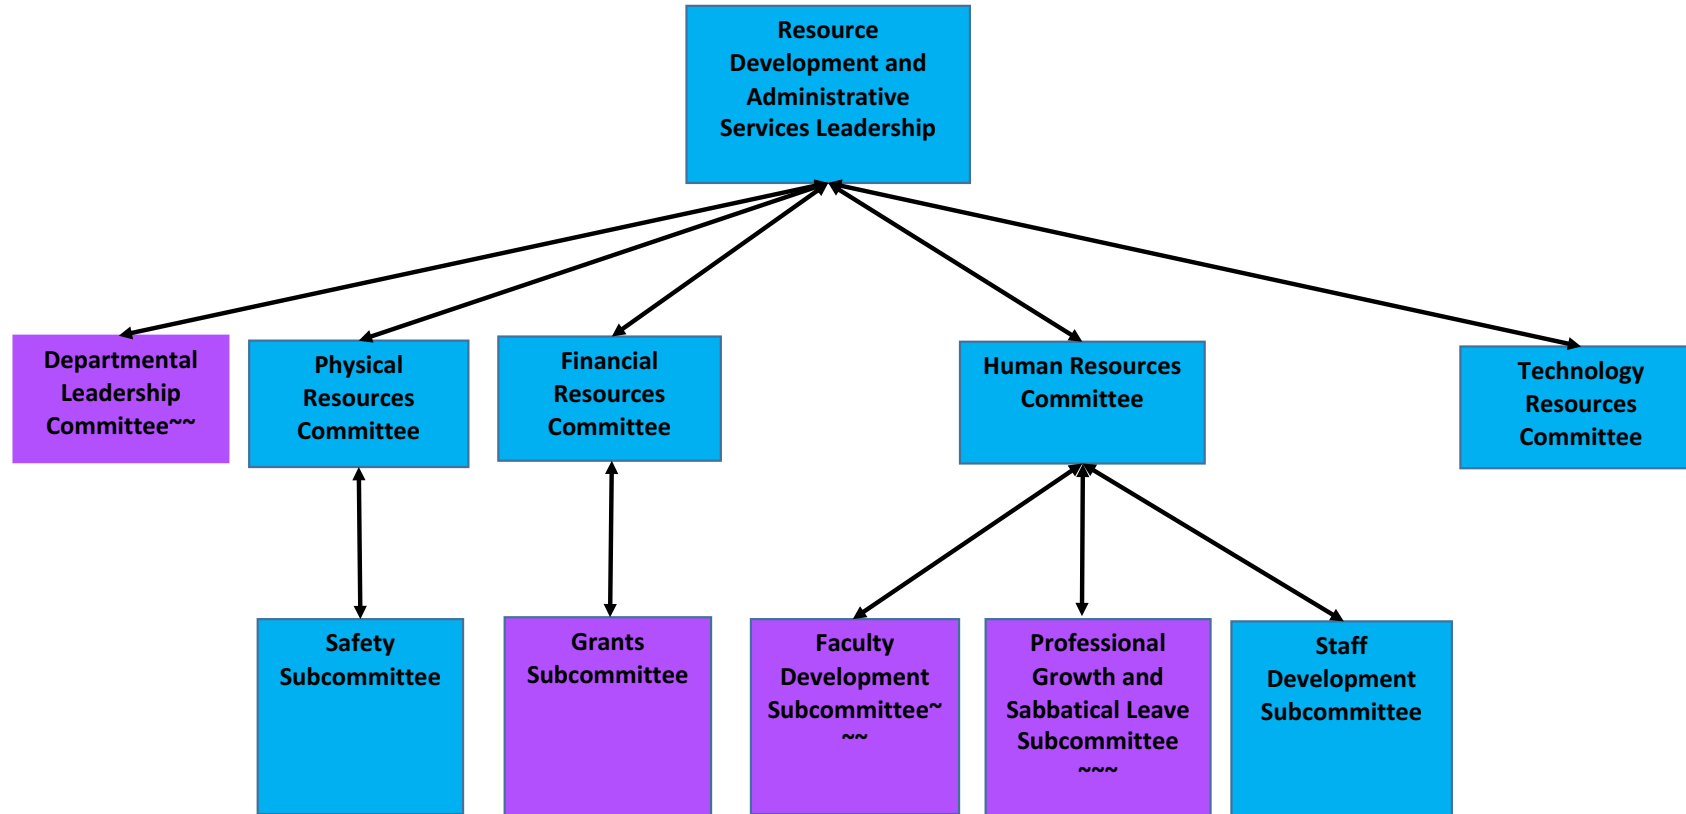 Resource
Development and
Administrative
Services Leadership
Departmental
Leadership
Committee~~
Physical
Resources
Committee
Financial
Resources
Committee
Human Resources
Committee
Technology
Resources
Committee
Safety
Subcommittee
Grants
Subcommittee
Faculty
Development
Subcommittee~
~~
Professional
Growth and
Sabbatical Leave
Subcommittee
~~~
Staff
Development
Subcommittee